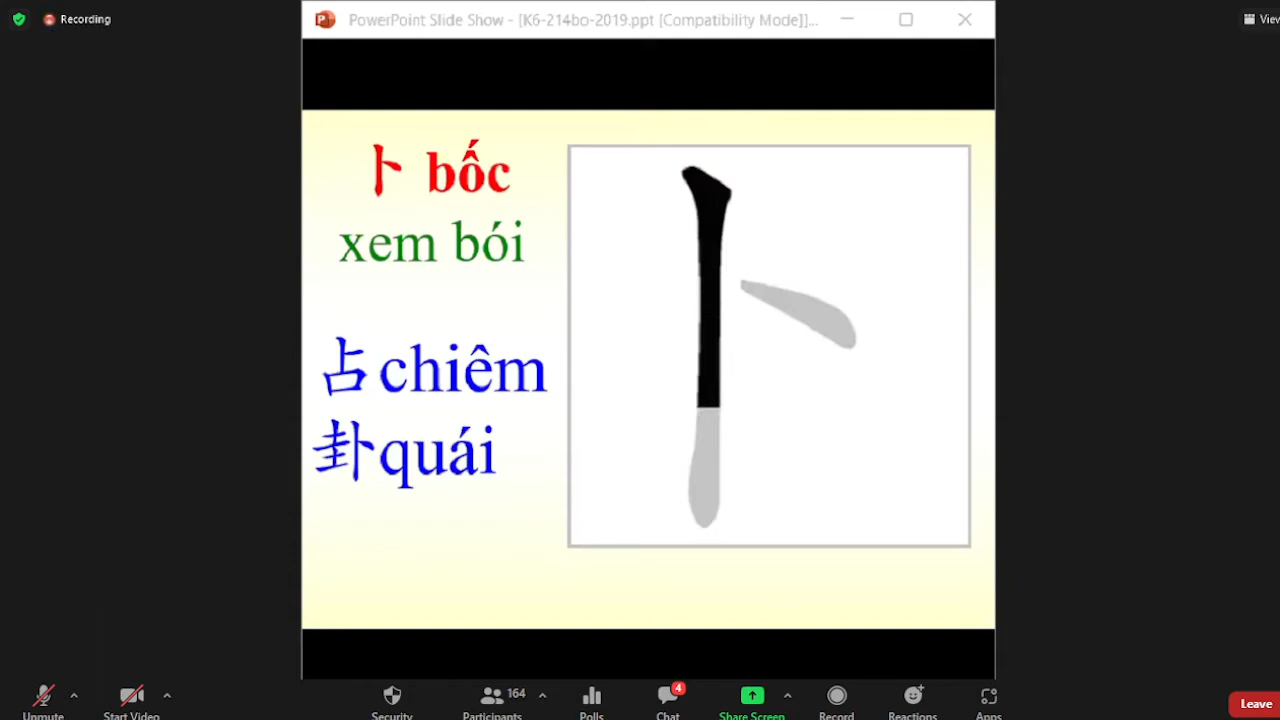 Recording
PowerPoint Slide Show - [K6-214bo-2019.ppt [Compatibility Mode]]...
View
卜 bốc
xem bói
占 chiêm
卦 quái
Unmute
Start Video
Security
Participants
164
Polls
Chat
4
Share Screen
Record
Reactions
Apps
Leave